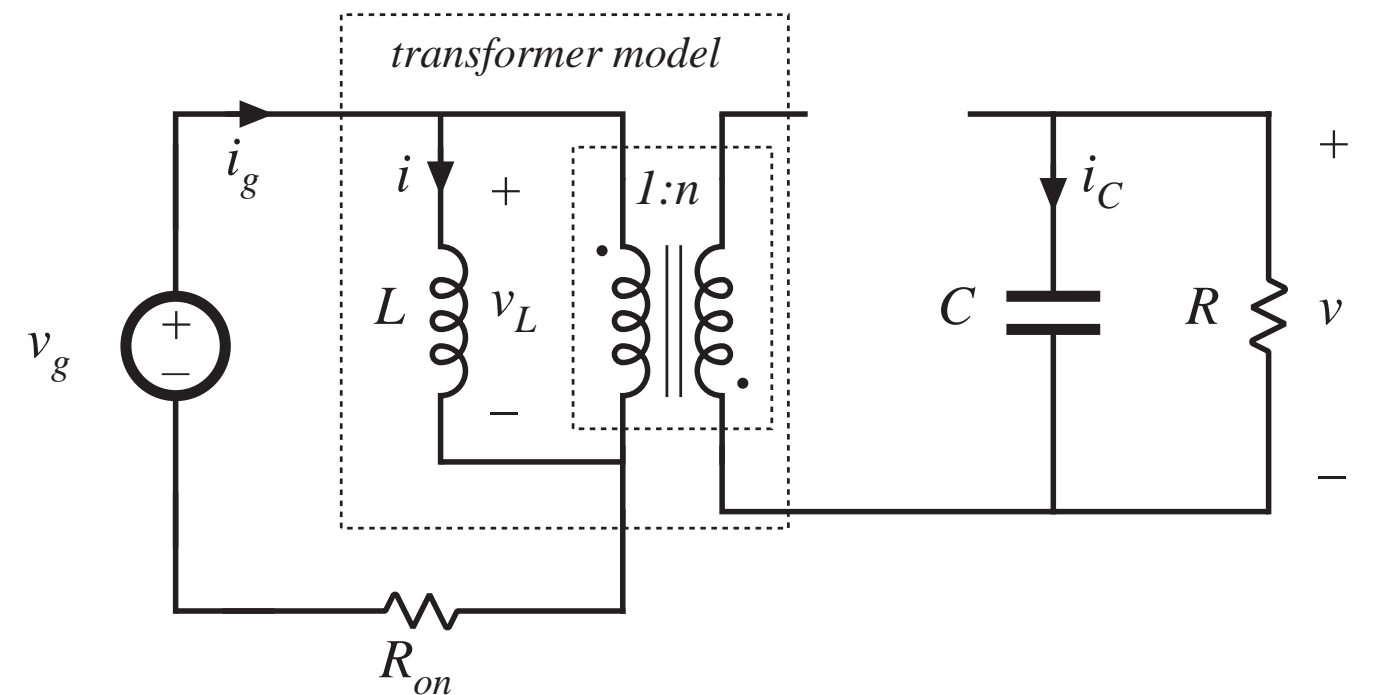 transformer model
i_g
i
+
1:n
i_C
+
v_g
+
−
L
v_L
C
R
v
−
−
R_on